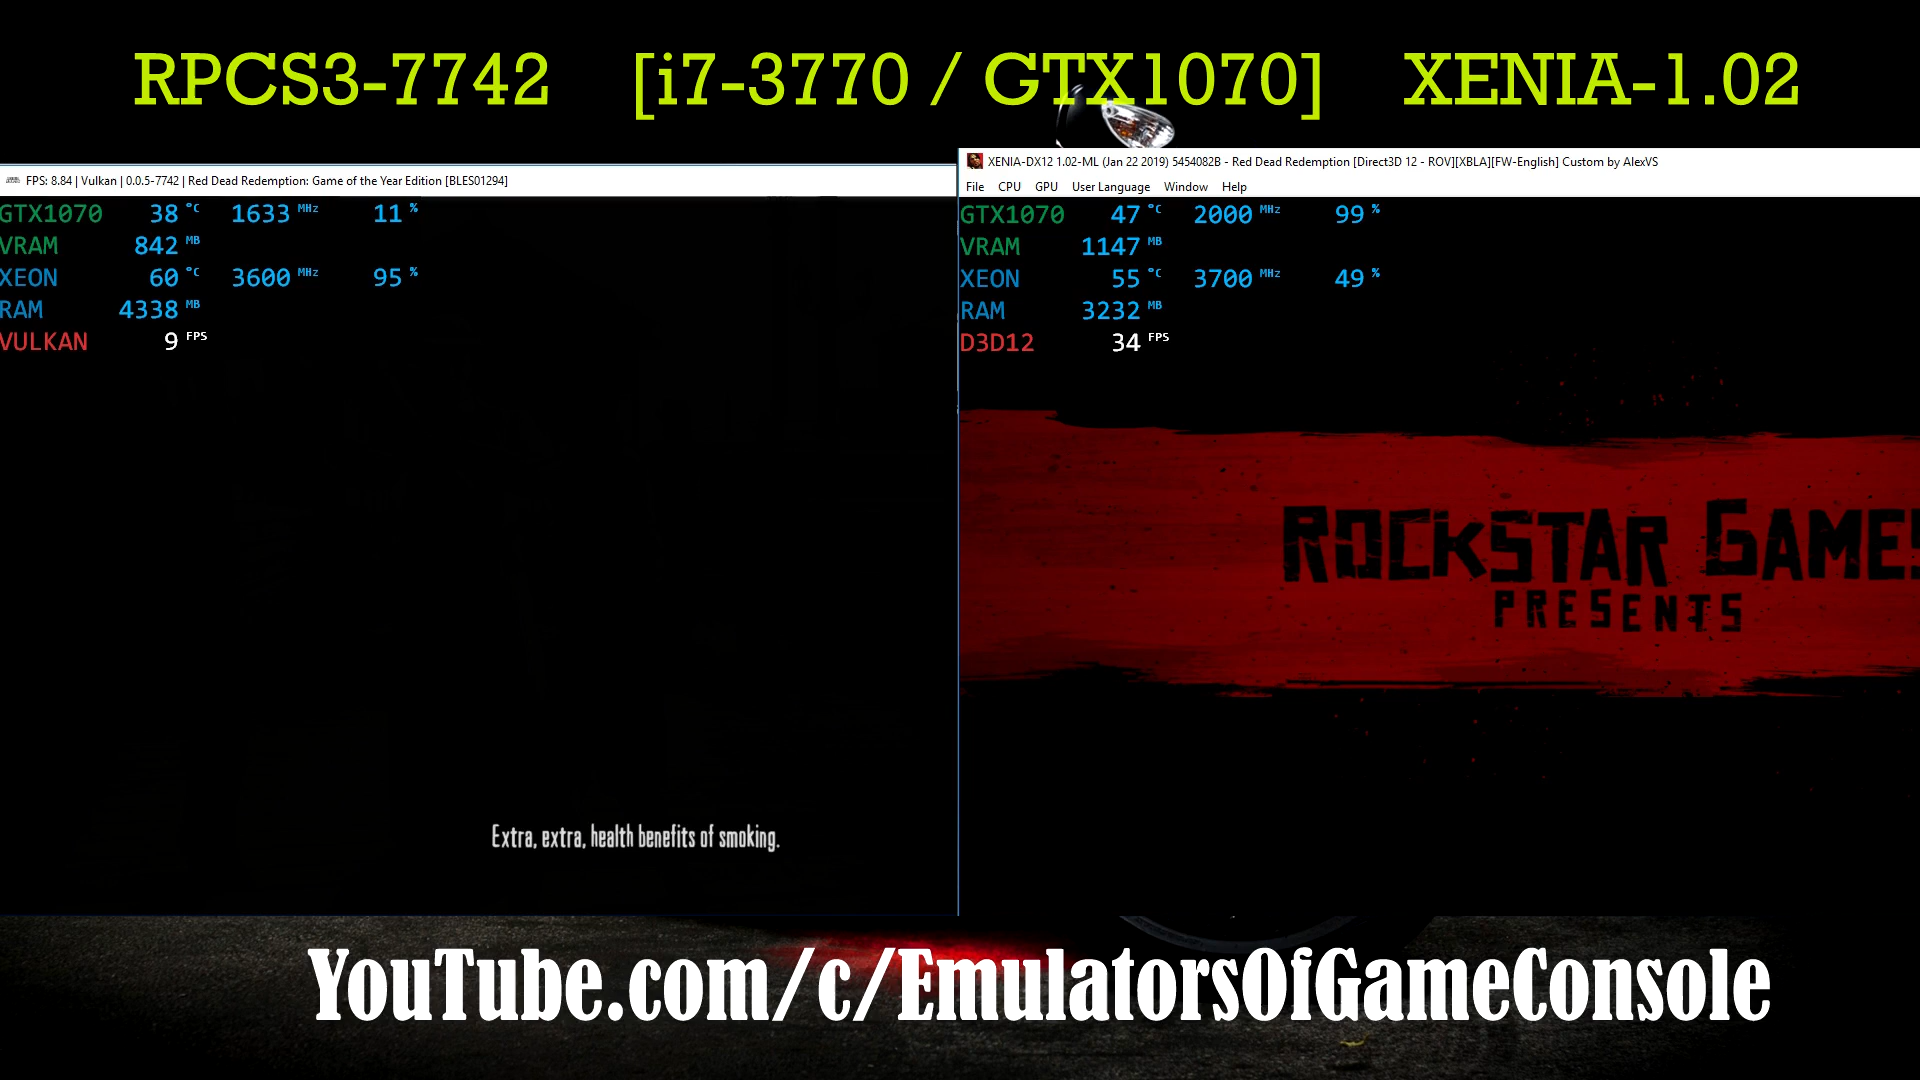 RPCS3-7742 [i7-3770 / GTX1070] XENIA-1.02
FPS: 8.84 | Vulkan | 0.0.5-7742 | Red Dead Redemption: Game of the Year Edition [BLES01294]
GTX1070 38 °C 1633 MHz 11 %
VRAM 842 MB
XEON 60 °C 3600 MHz 95 %
RAM 4338 MB
VULKAN 9 FPS
Extra, extra, health benefits of smoking.
XENIA-DX12 1.02-ML (Jan 22 2019) 5454082B - Red Dead Redemption [Direct3D 12 - ROV][XBLA][FW-English] Custom by AlexVS
File CPU GPU User Language Window Help
GTX1070 47 °C 2000 MHz 99 %
VRAM 1147 MB
XEON 55 °C 3700 MHz 49 %
RAM 3232 MB
D3D12 34 FPS
ROCKSTAR GAMES
PRESENTS
YouTube.com/c/EmulatorsOfGameConsole